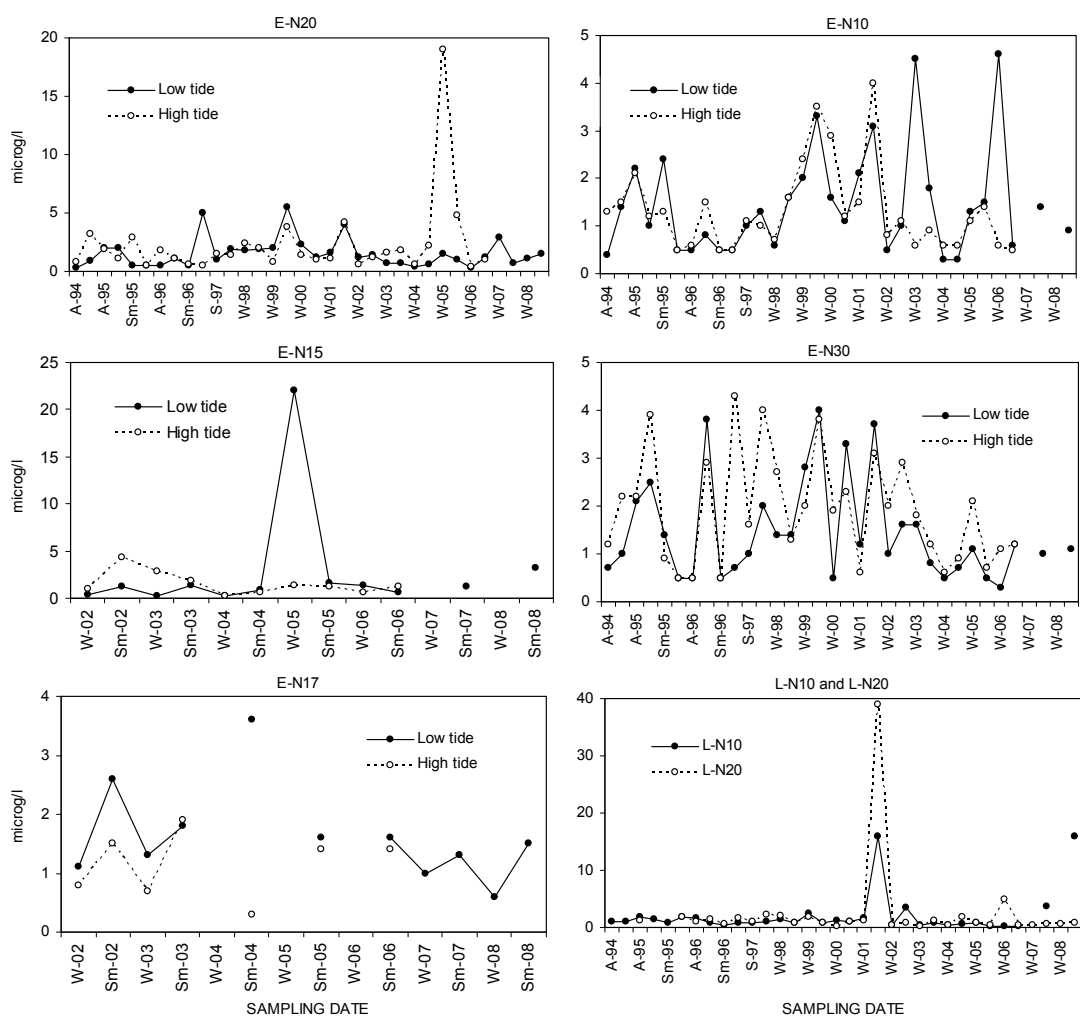 E-N20
microg/l
20
15
10
5
0
Low tide
High tide
A-94
A-95
Sm-95
A-96
Sm-96
S-97
W-98
W-99
W-00
W-01
W-02
W-03
W-04
W-05
W-06
W-07
W-08
E-N10
5
4
3
2
1
0
Low tide
High tide
A-94
A-95
Sm-95
A-96
Sm-96
S-97
W-98
W-99
W-00
W-01
W-02
W-03
W-04
W-05
W-06
W-07
W-08
E-N15
microg/l
25
20
15
10
5
0
Low tide
High tide
W-02
Sm-02
W-03
Sm-03
W-04
Sm-04
W-05
Sm-05
W-06
Sm-06
W-07
Sm-07
W-08
Sm-08
E-N30
5
4
3
2
1
0
Low tide
High tide
A-94
A-95
Sm-95
A-96
Sm-96
S-97
W-98
W-99
W-00
W-01
W-02
W-03
W-04
W-05
W-06
W-07
W-08
E-N17
microg/l
4
3
2
1
0
Low tide
High tide
W-02
Sm-02
W-03
Sm-03
W-04
Sm-04
W-05
Sm-05
W-06
Sm-06
W-07
Sm-07
W-08
Sm-08
SAMPLING DATE
L-N10 and L-N20
40
30
20
10
0
L-N10
L-N20
A-94
A-95
Sm-95
A-96
Sm-96
S-97
W-98
W-99
W-00
W-01
W-02
W-03
W-04
W-05
W-06
W-07
W-08
SAMPLING DATE